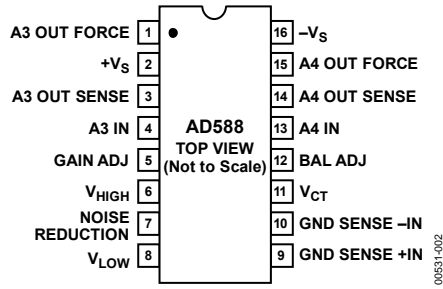 A3 OUT FORCE 1 16 –VS
+VS 2 15 A4 OUT FORCE
A3 OUT SENSE 3 14 A4 OUT SENSE
A3 IN 4 AD588 13 A4 IN
TOP VIEW
GAIN ADJ 5 (Not to Scale) 12 BAL ADJ
VHIGH 6 11 VCT
NOISE
REDUCTION 7 10 GND SENSE –IN
VLOW 8 9 GND SENSE +IN
00531-002